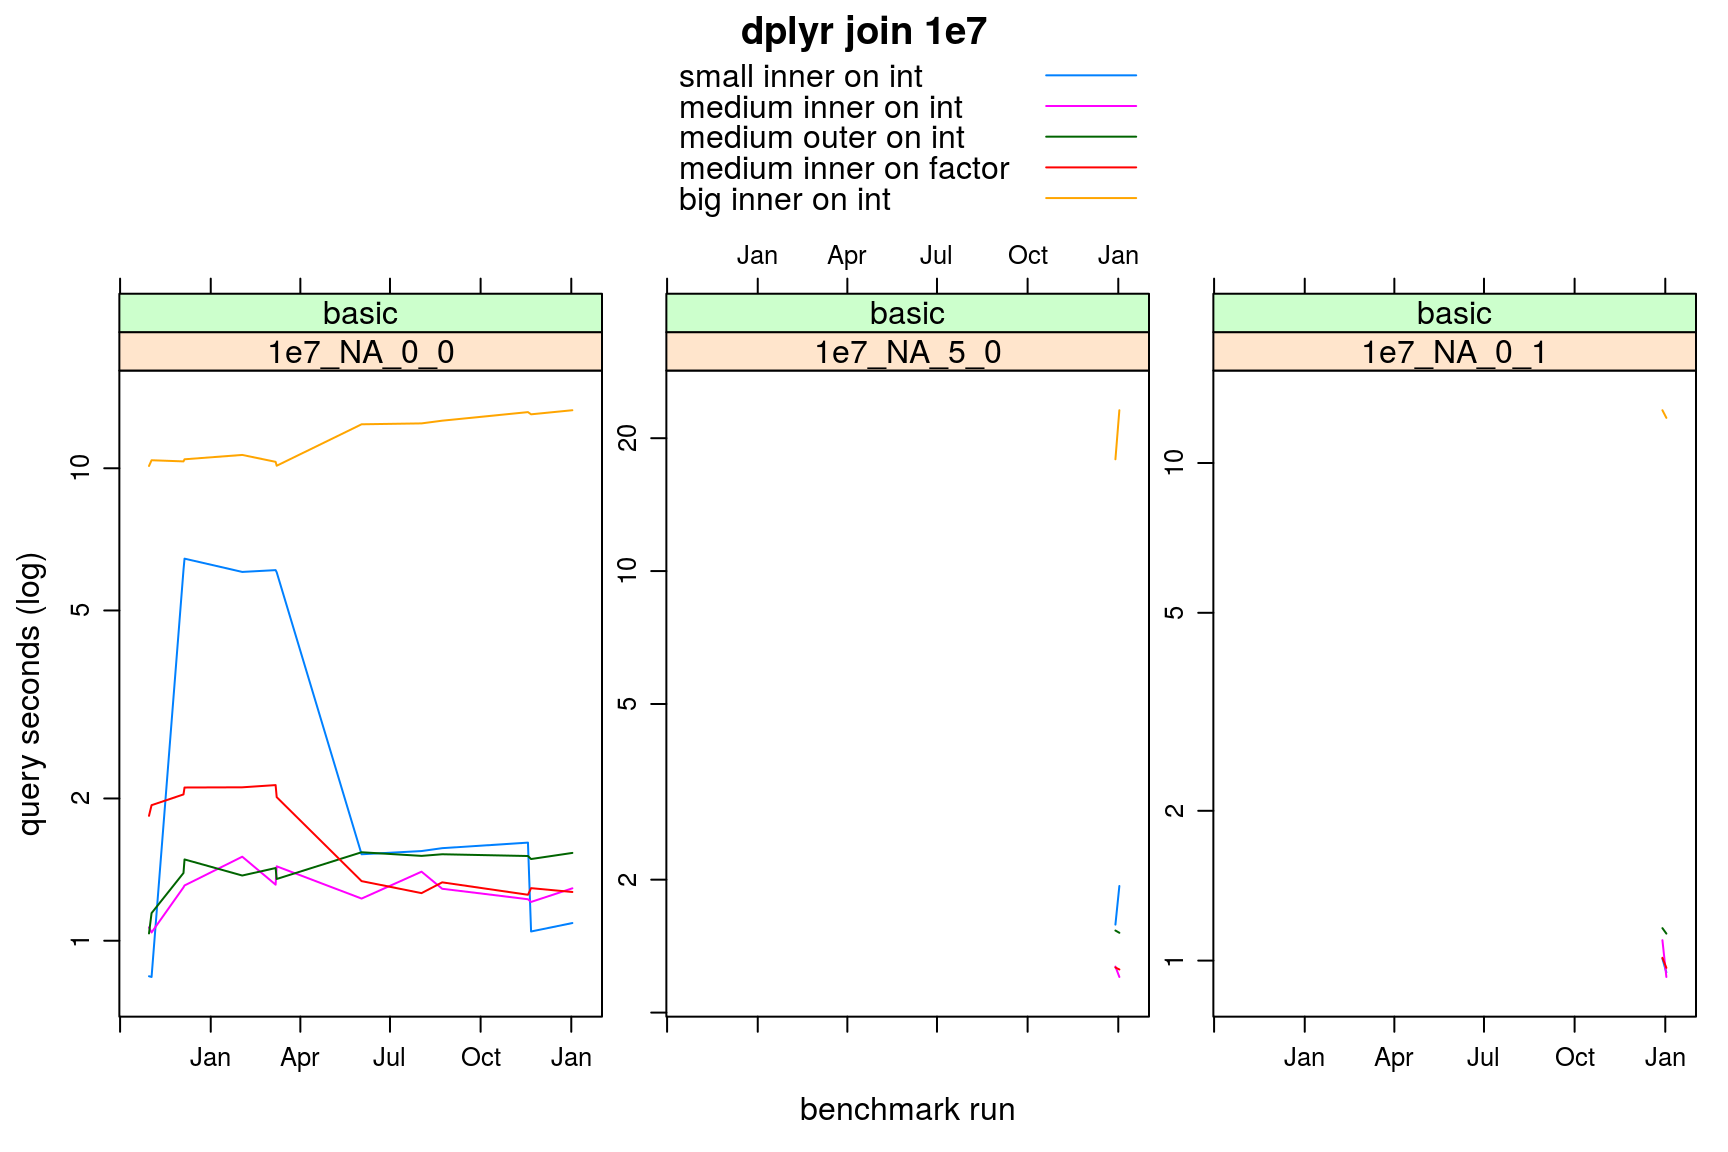 dplyr join 1e7
small inner on int
medium inner on int
medium outer on int
medium inner on factor
big inner on int
Jan Apr Jul Oct Jan
basic basic basic
1e7_NA_0_0 1e7_NA_5_0 1e7_NA_0_1
query seconds (log)
10
5
2
1
20
10
5
2
10
5
2
1
Jan Apr Jul Oct Jan
Jan Apr Jul Oct Jan
benchmark run